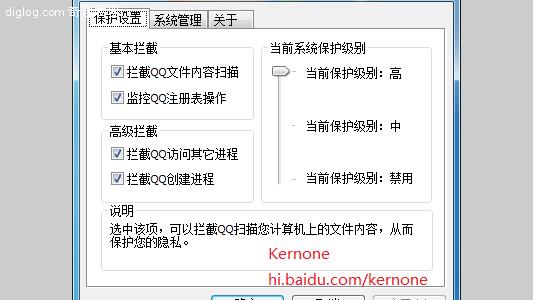 diglog.com
保护设置 系统管理 关于
基本拦截
拦截QQ文件内容扫描
监控QQ注册表操作
高级拦截
拦截QQ访问其它进程
拦截QQ创建进程
当前系统保护级别
当前保护级别：高
当前保护级别：中
当前保护级别：禁用
说明
选中该项，可以拦截QQ扫描您计算机上的文件内容，从而
保护您的隐私。
Kernone
hi.baidu.com/kernone